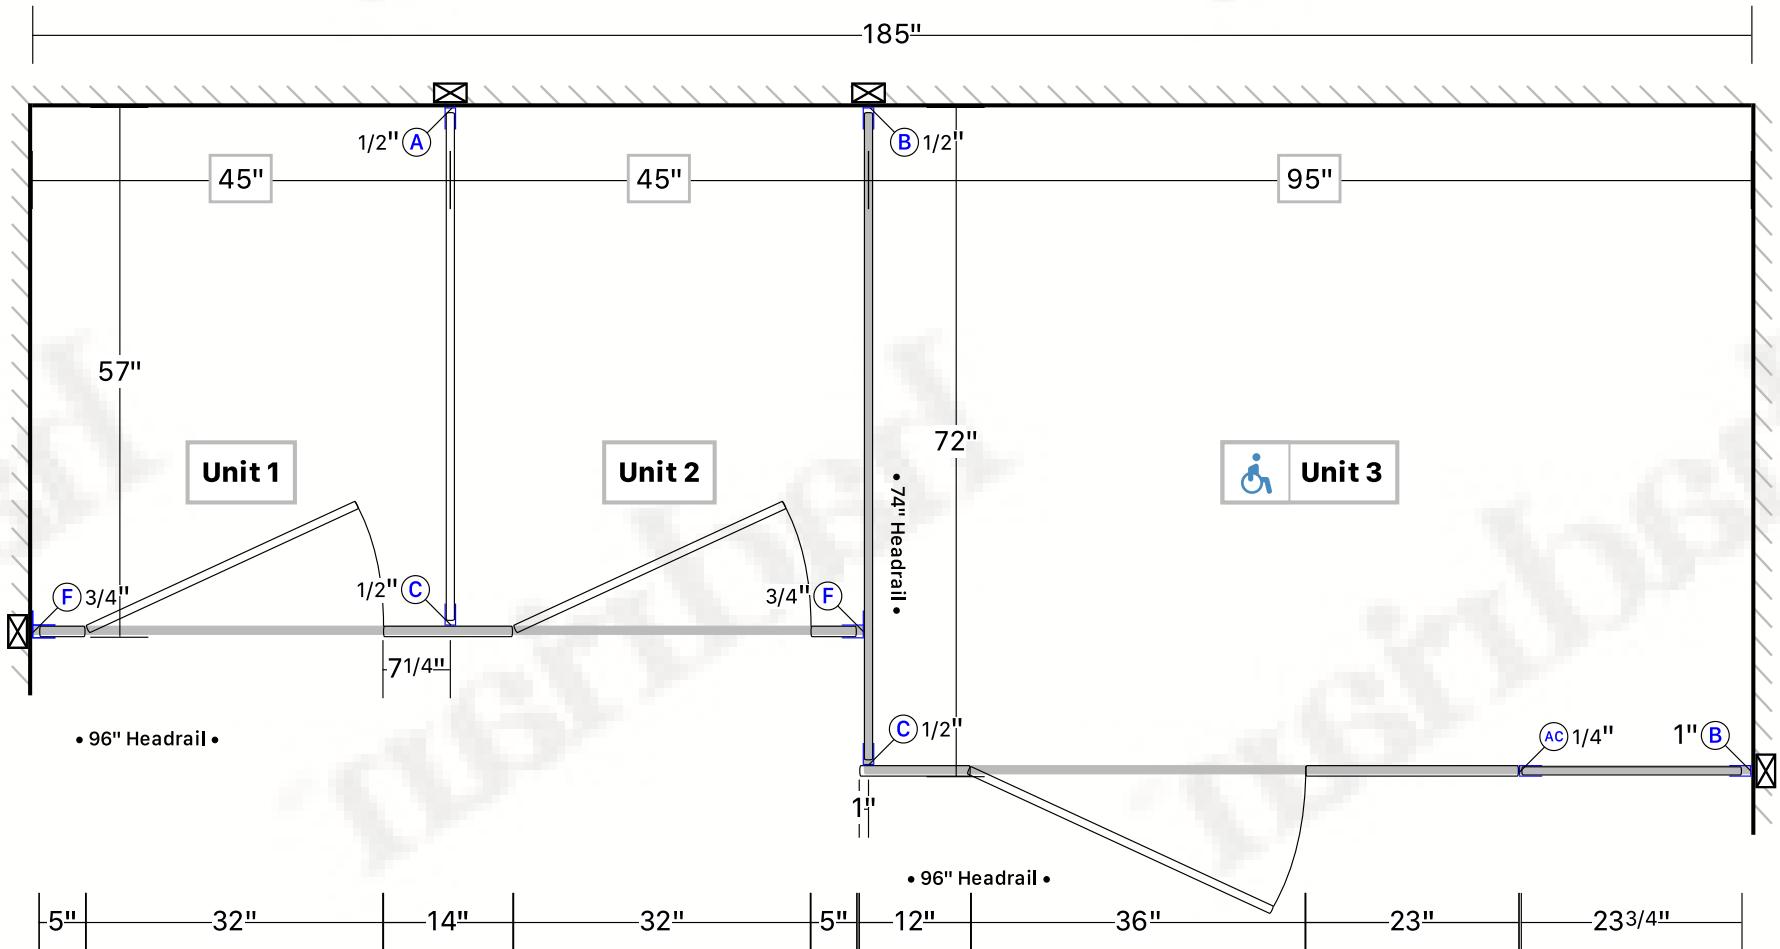 185"
1/2" A
B 1/2"
45"
45"
95"
57"
72"
Unit 1
Unit 2
Unit 3
• 74" Headrail •
F 3/4"
1/2" C
3/4" F
7 1/4"
• 96" Headrail •
C 1/2"
AC 1/4"
1" B
1"
• 96" Headrail •
5" 32" 14" 32" 5" 12" 36" 23" 23 3/4"